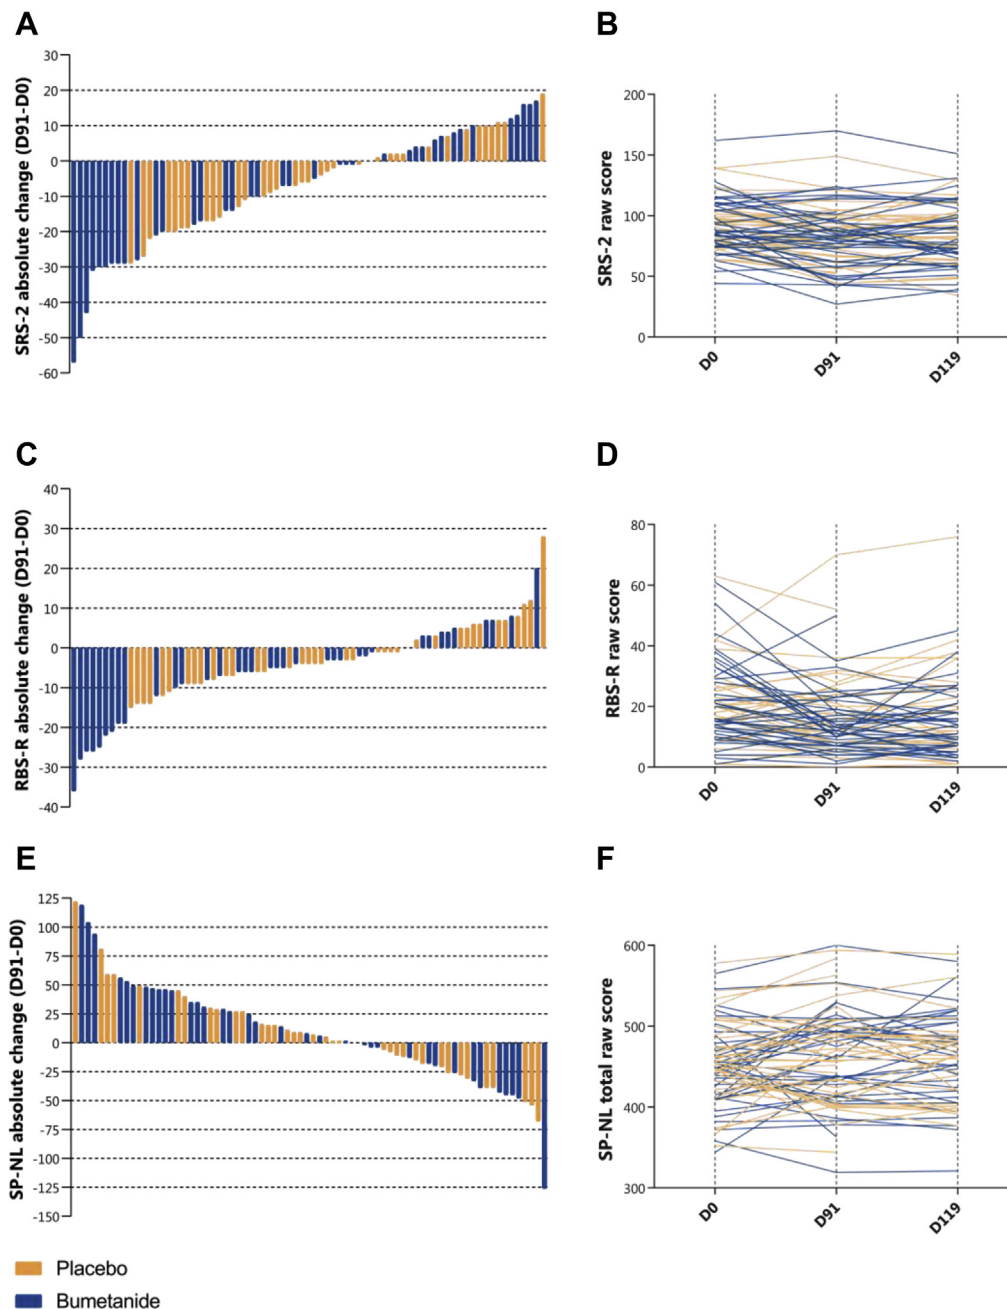 A
SRS-2 absolute change (D91-D0)
30
20
10
0
-10
-20
-30
-40
-50
-60
B
SRS-2 raw score
200
150
100
50
0
D0
D91
D119
C
RBS-R absolute change (D91-D0)
40
30
20
10
0
-10
-20
-30
-40
D
RBS-R raw score
80
60
40
20
0
D0
D91
D119
E
SP-NL absolute change (D91-D0)
125
100
75
50
25
0
-25
-50
-75
-100
-125
-150
F
SP-NL total raw score
600
500
400
300
D0
D91
D119
Placebo
Bumetanide